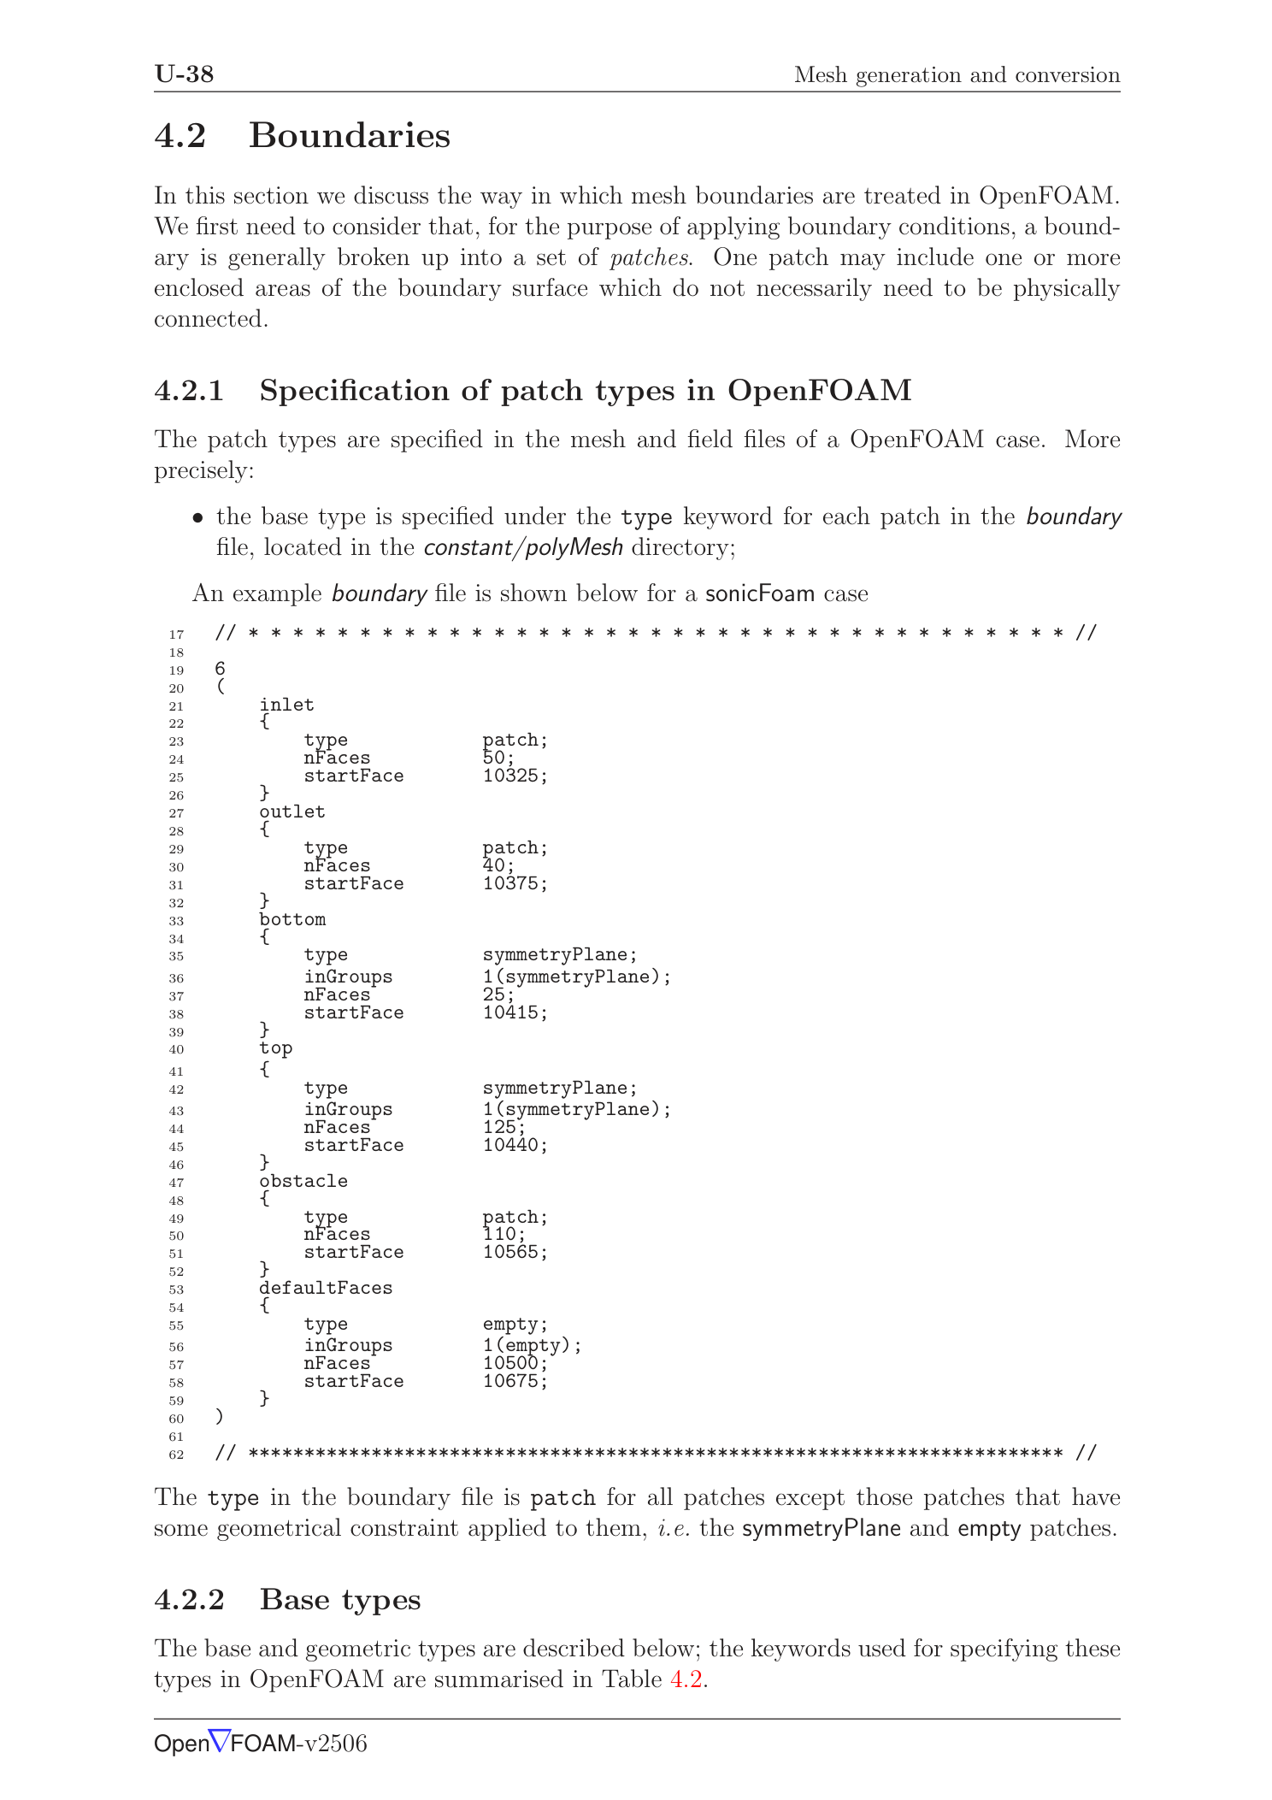 U-38 Mesh generation and conversion
4.2 Boundaries
In this section we discuss the way in which mesh boundaries are treated in OpenFOAM.
We first need to consider that, for the purpose of applying boundary conditions, a bound-
ary is generally broken up into a set of patches. One patch may include one or more
enclosed areas of the boundary surface which do not necessarily need to be physically
connected.
4.2.1 Specification of patch types in OpenFOAM
The patch types are specified in the mesh and field files of a OpenFOAM case. More
precisely:
• the base type is specified under the type keyword for each patch in the boundary
file, located in the constant/polyMesh directory;
An example boundary file is shown below for a sonicFoam case
17 // * * * * * * * * * * * * * * * * * * * * * * * * * * * * * * * * * * * * * //
18
19 6
20 (
21 inlet
22 {
23 type patch;
24 nFaces 50;
25 startFace 10325;
26 }
27 outlet
28 {
29 type patch;
30 nFaces 40;
31 startFace 10375;
32 }
33 bottom
34 {
35 type symmetryPlane;
36 inGroups 1(symmetryPlane);
37 nFaces 25;
38 startFace 10415;
39 }
40 top
41 {
42 type symmetryPlane;
43 inGroups 1(symmetryPlane);
44 nFaces 125;
45 startFace 10440;
46 }
47 obstacle
48 {
49 type patch;
50 nFaces 110;
51 startFace 10565;
52 }
53 defaultFaces
54 {
55 type empty;
56 inGroups 1(empty);
57 nFaces 10500;
58 startFace 10675;
59 }
60 )
61
62 // ************************************************************************* //
The type in the boundary file is patch for all patches except those patches that have
some geometrical constraint applied to them, i.e. the symmetryPlane and empty patches.
4.2.2 Base types
The base and geometric types are described below; the keywords used for specifying these
types in OpenFOAM are summarised in Table 4.2.
Open▽FOAM-v2506